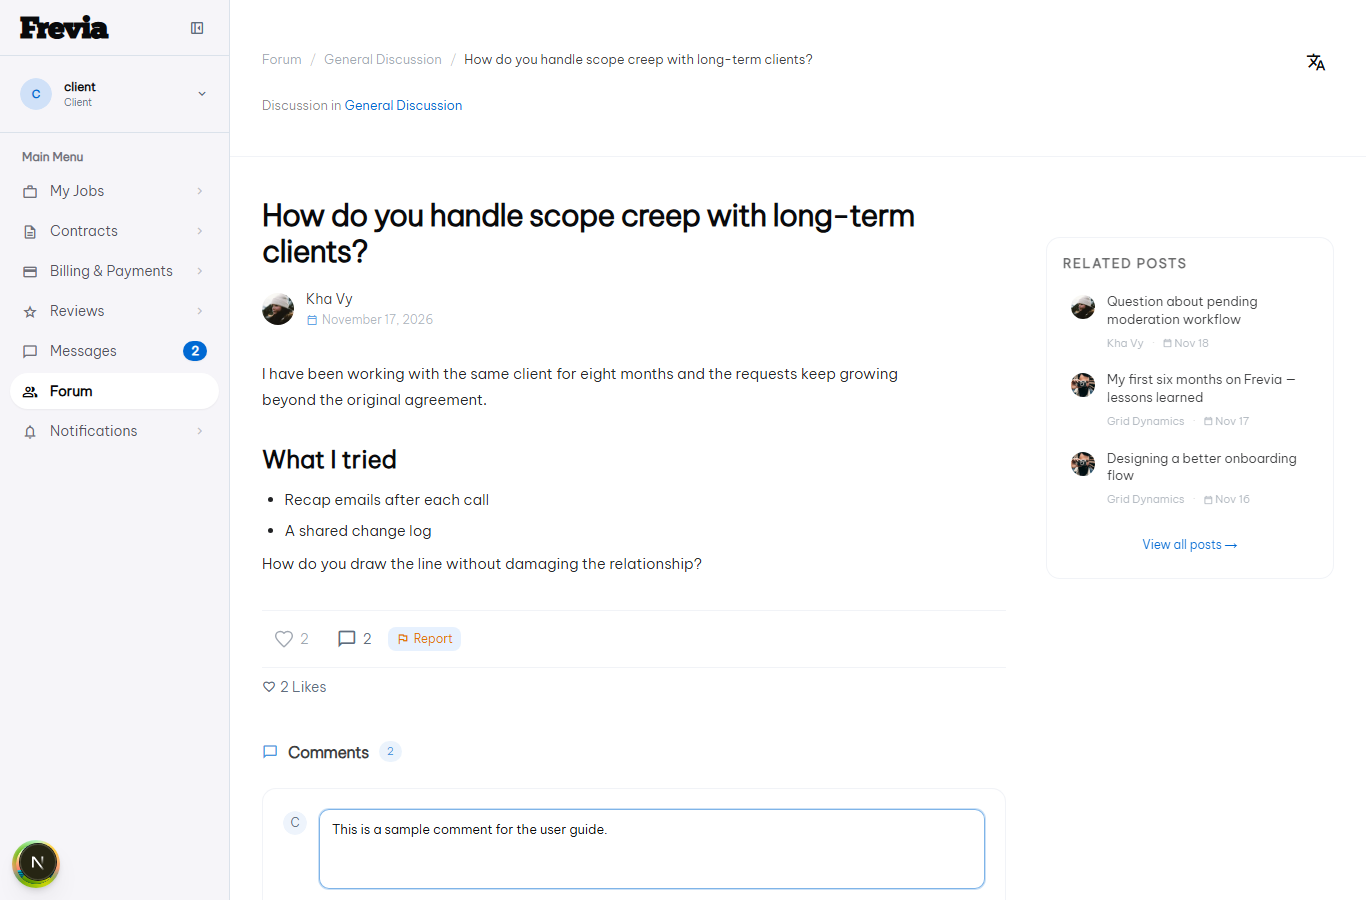 Frevia
C
client
Client
Main Menu
My Jobs
Contracts
Billing & Payments
Reviews
Messages
2
Forum
Notifications
N
Forum / General Discussion / How do you handle scope creep with long-term clients?
Discussion in General Discussion
How do you handle scope creep with long-term
clients?
Kha Vy
November 17, 2026
I have been working with the same client for eight months and the requests keep growing
beyond the original agreement.
What I tried
• Recap emails after each call
• A shared change log
How do you draw the line without damaging the relationship?
2
2
Report
2 Likes
Comments
2
C
This is a sample comment for the user guide.
RELATED POSTS
Question about pending
moderation workflow
Kha Vy · Nov 18
My first six months on Frevia —
lessons learned
Grid Dynamics · Nov 17
Designing a better onboarding
flow
Grid Dynamics · Nov 16
View all posts →